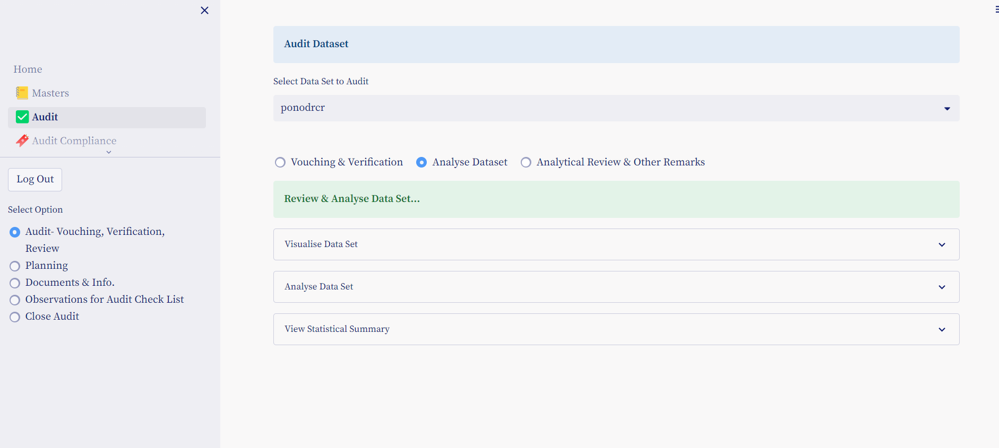 Home
Masters
Audit
Audit Compliance
Log Out
Select Option
Audit- Vouching, Verification,
Review
Planning
Documents & Info.
Observations for Audit Check List
Close Audit
Audit Dataset
Select Data Set to Audit
ponodrcr
Vouching & Verification
Analyse Dataset
Analytical Review & Other Remarks
Review & Analyse Data Set...
Visualise Data Set
Analyse Data Set
View Statistical Summary